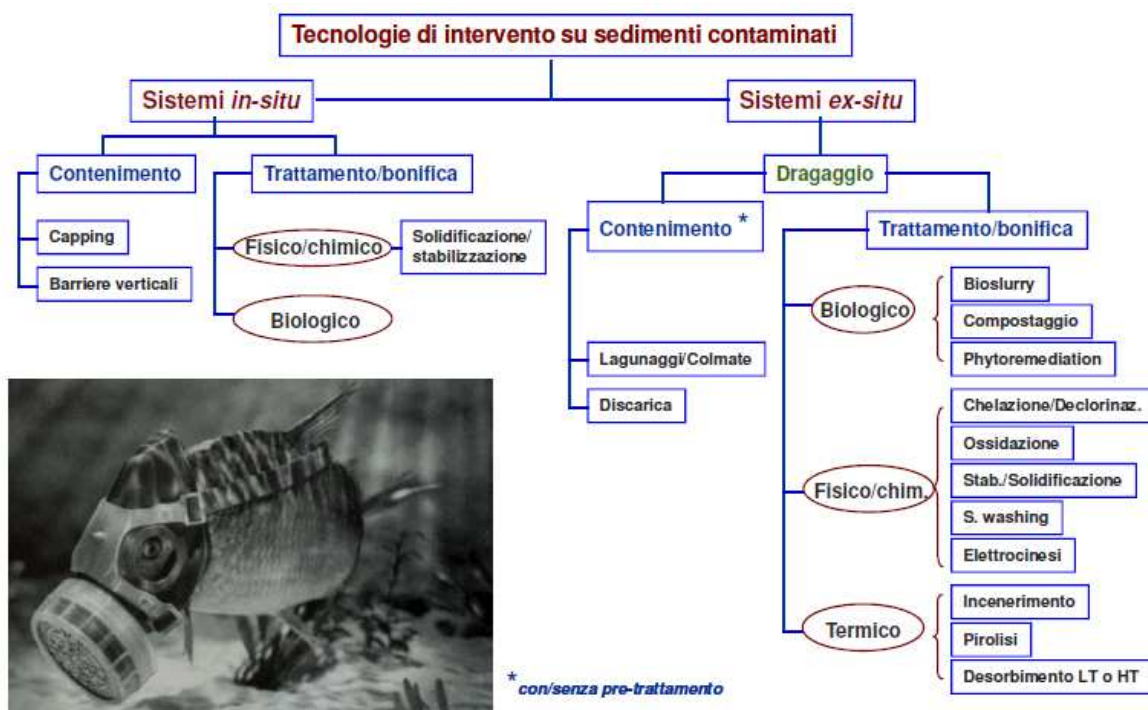 Tecnologie di intervento su sedimenti contaminati
Sistemi in-situ
Sistemi ex-situ
Contenimento
Trattamento/bonifica
Capping
Barriere verticali
Fisico/chimico
Solidificazione/
stabilizzazione
Biologico
Dragaggio
Contenimento *
Trattamento/bonifica
Lagunaggi/Colmate
Discarica
Biologico
Bioslurry
Compostaggio
Phytoremediation
Fisico/chim.
Chelazione/Declorinaz.
Ossidazione
Stab./Solidificazione
S. washing
Elettrocinesi
Termico
Incenerimento
Pirolisi
Desorbimento LT o HT
* con/senza pre-trattamento